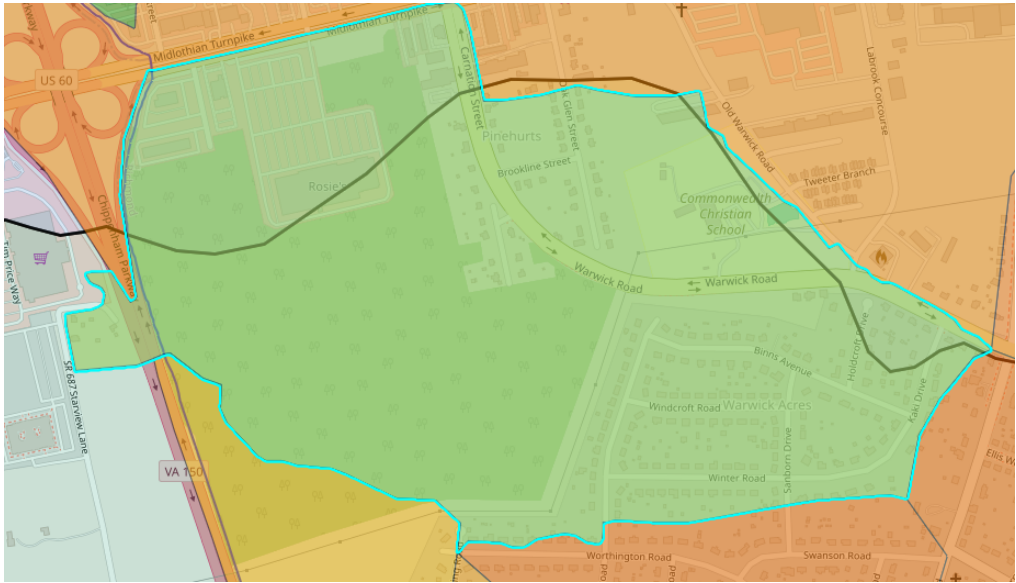 Midlothian Turnpike
Midlothian Turnpike
US 60
Carnation Street
Oak Glen Street
Old Warwick Road
Labrook Concourse
Pinehurts
Brookline Street
Tweeter Branch
Rosie's
Commonwealth
Christian
School
Chippenham Parkway
Tim Price Way
Warwick Road
Warwick Road
SR 687 Starview Lane
Binns Avenue
Holdcroft Drive
Kaki Drive
Windcroft Road
Warwick Acres
Winter Road
Sanborn Drive
VA 150
Worthington Road
Swanson Road